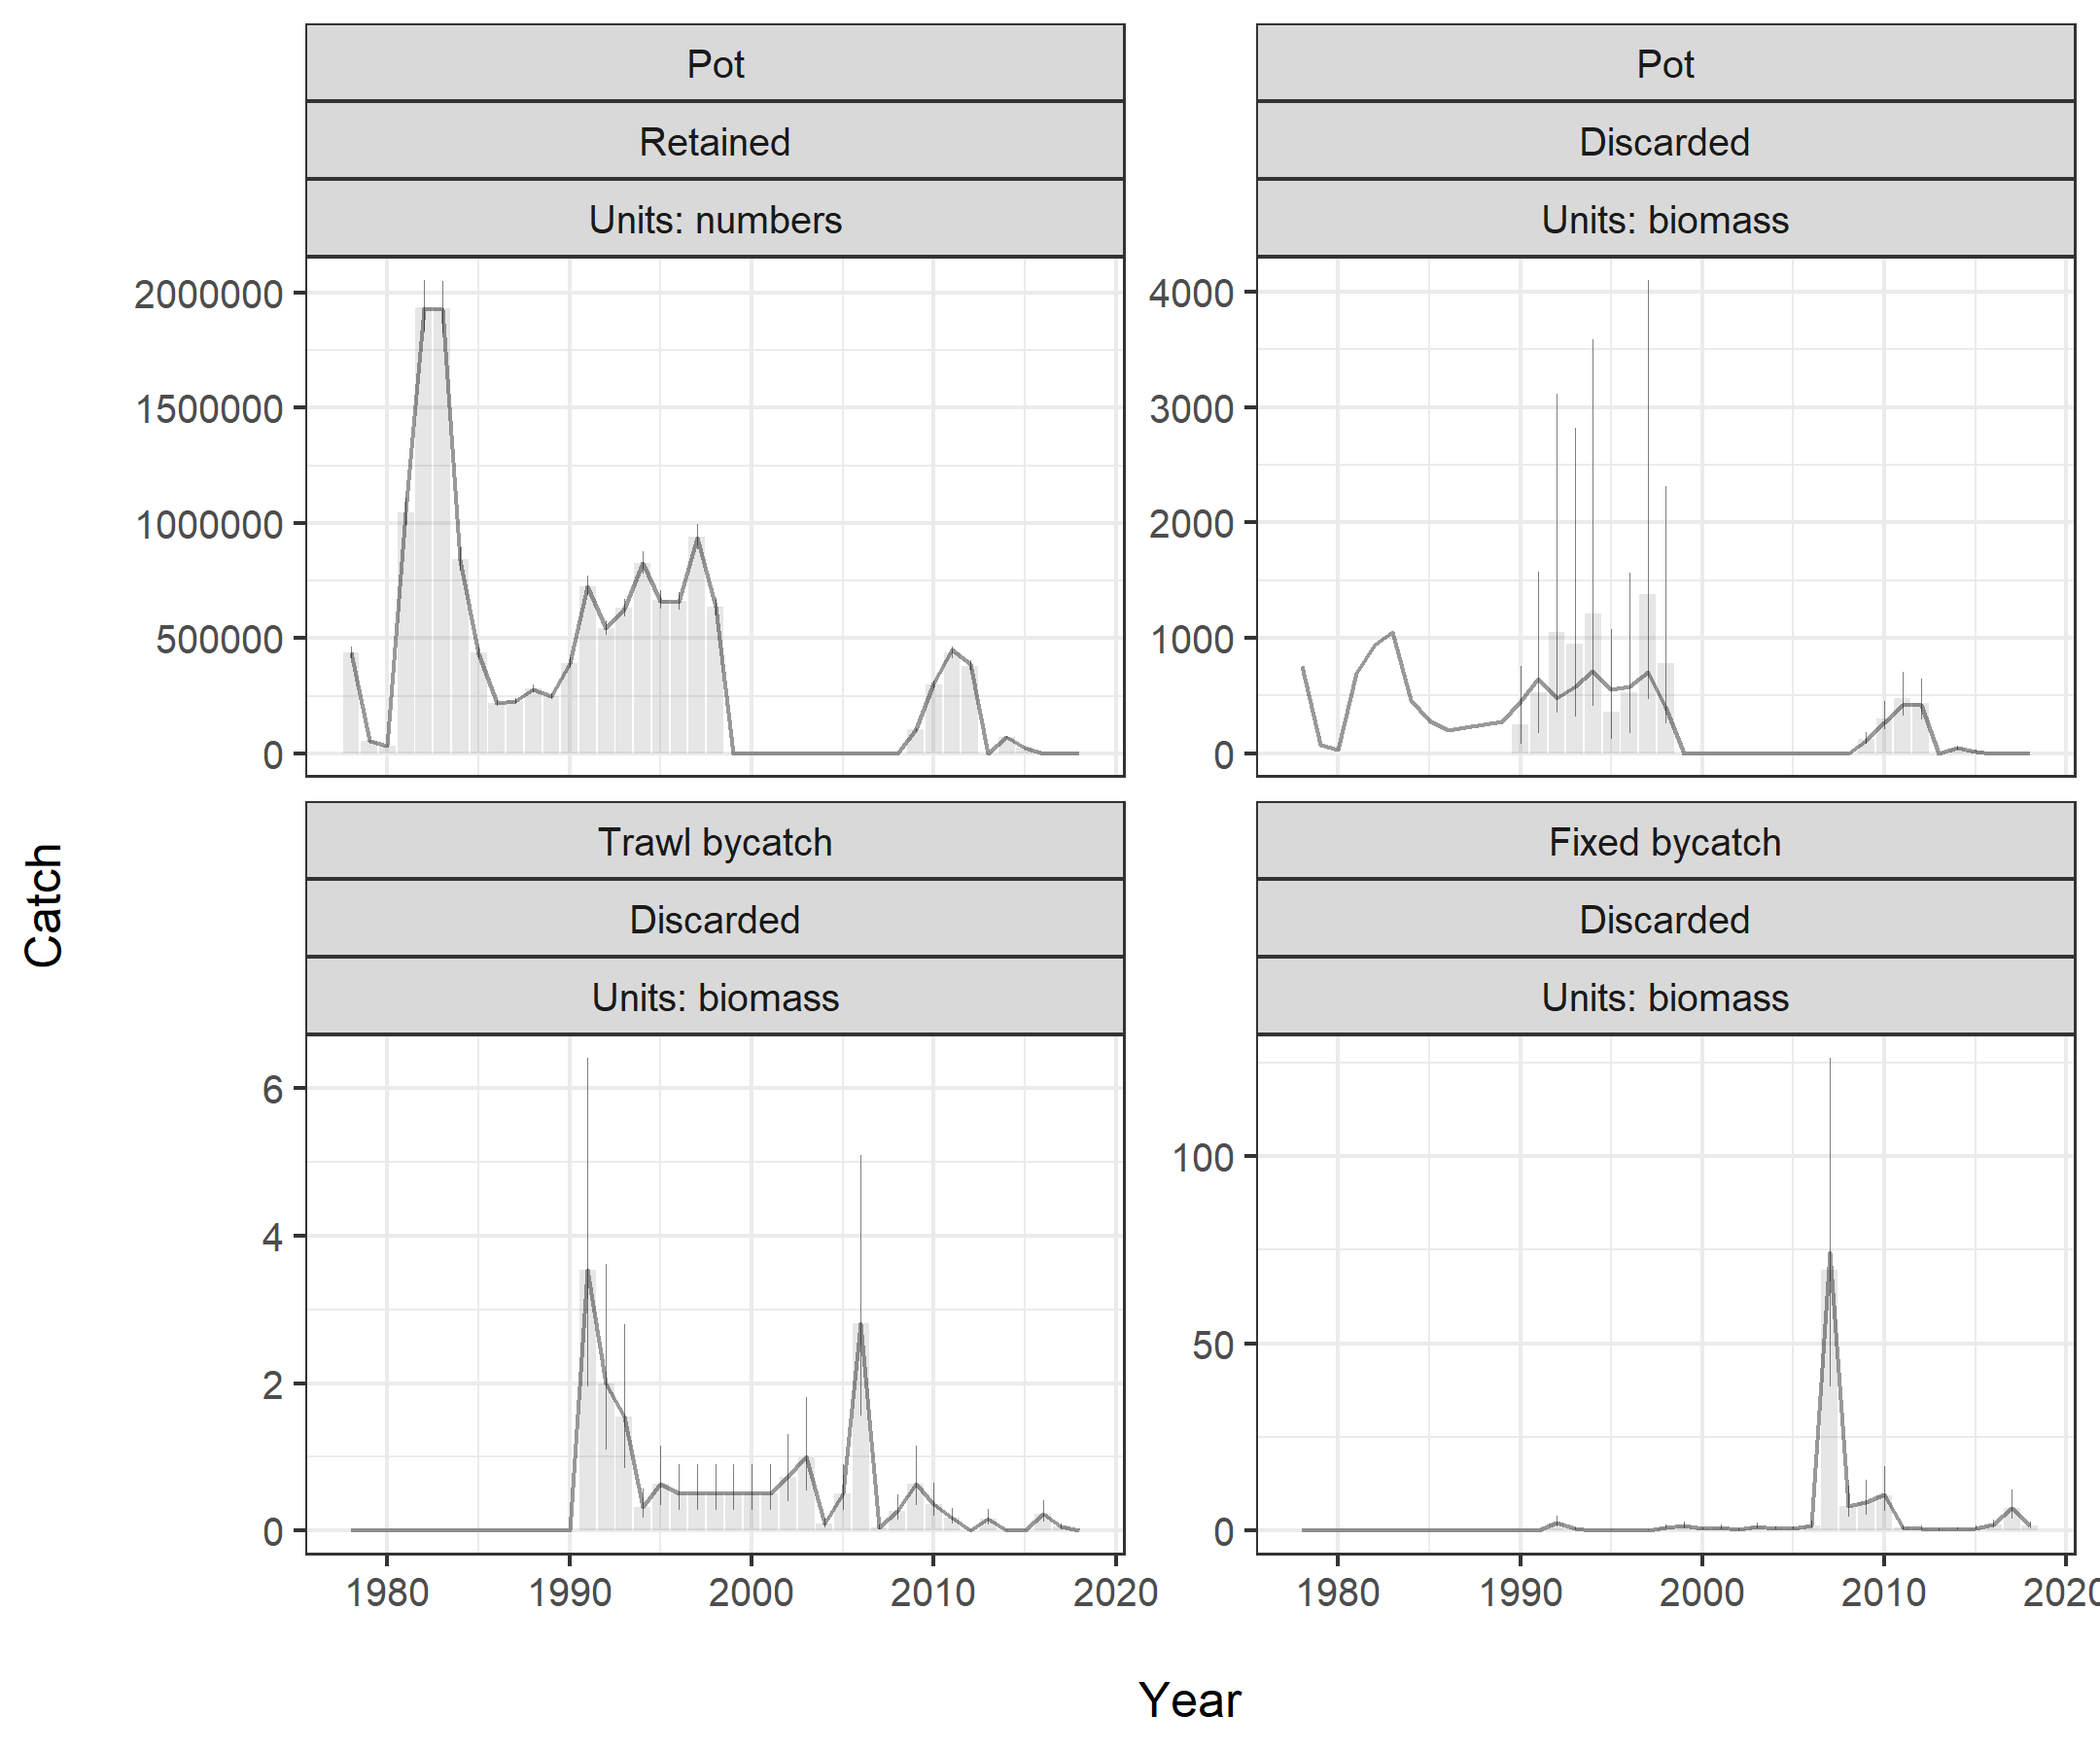 Pot
Retained
Units: numbers
2000000
1500000
1000000
500000
0
Pot
Discarded
Units: biomass
4000
3000
2000
1000
0
Catch
Trawl bycatch
Discarded
Units: biomass
6
4
2
0
1980 1990 2000 2010 2020
Fixed bycatch
Discarded
Units: biomass
100
50
0
1980 1990 2000 2010 2020
Year